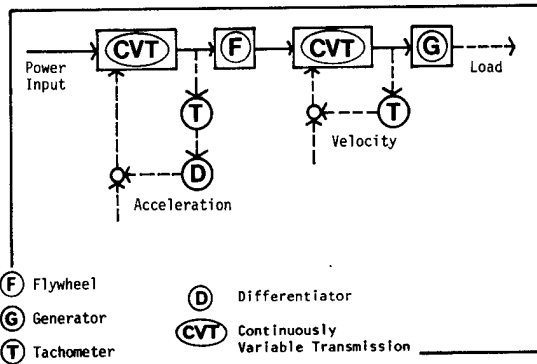 CVT F CVT G
Power Input
Load
T T
Velocity
D
Acceleration
F Flywheel
G Generator
T Tachometer
D Differentiator
CVT Continuously
Variable Transmission